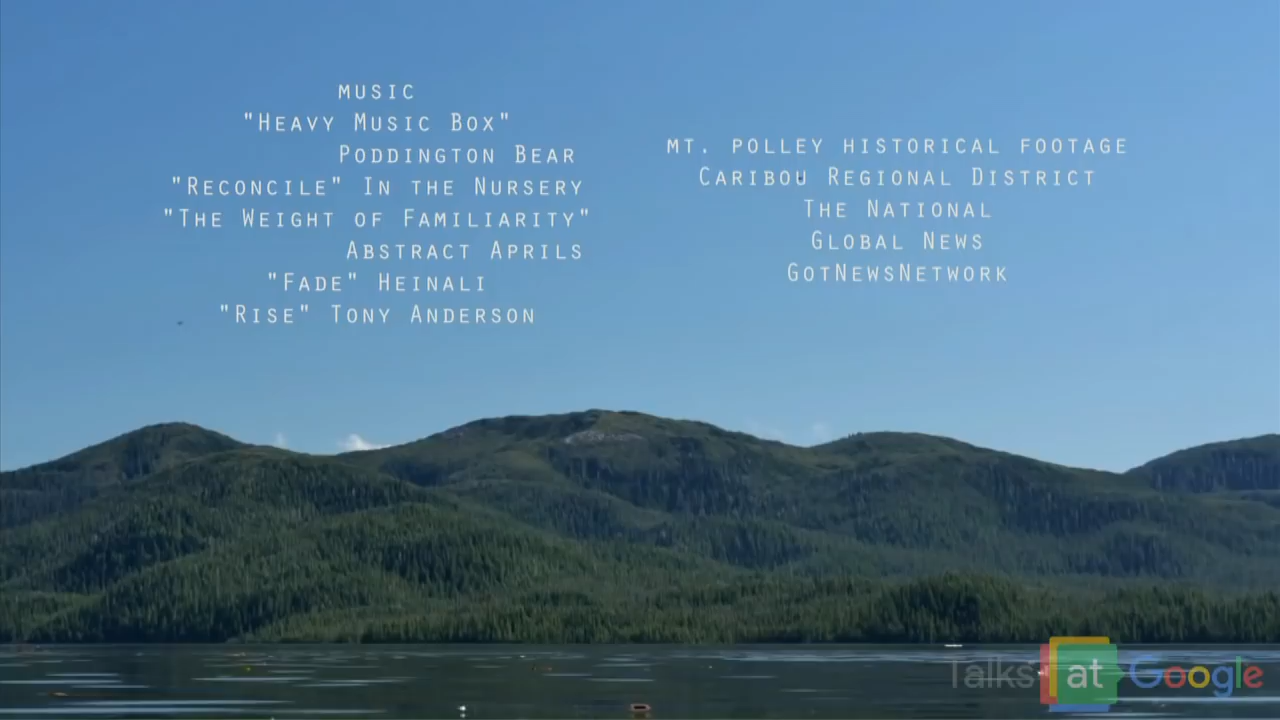 MUSIC
"HEAVY MUSIC BOX"
PODDINGTON BEAR
"RECONCILE" IN THE NURSERY
"THE WEIGHT OF FAMILIARITY"
ABSTRACT APRILS
"FADE" HEINALI
"RISE" TONY ANDERSON
MT. POLLEY HISTORICAL FOOTAGE
CARIBOU REGIONAL DISTRICT
THE NATIONAL
GLOBAL NEWS
GOTNEWSNETWORK
Talks at Google